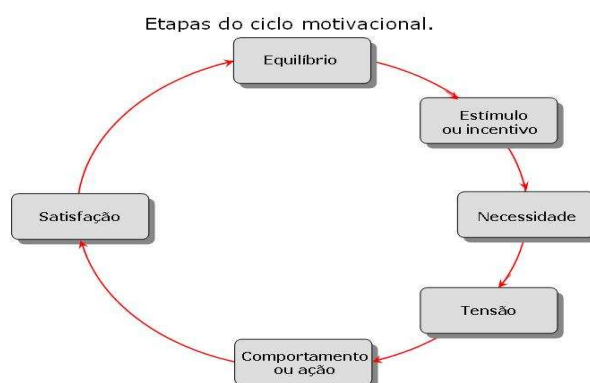 Etapas do ciclo motivacional.
Equilíbrio
Estímulo
ou incentivo
Necessidade
Tensão
Comportamento
ou ação
Satisfação